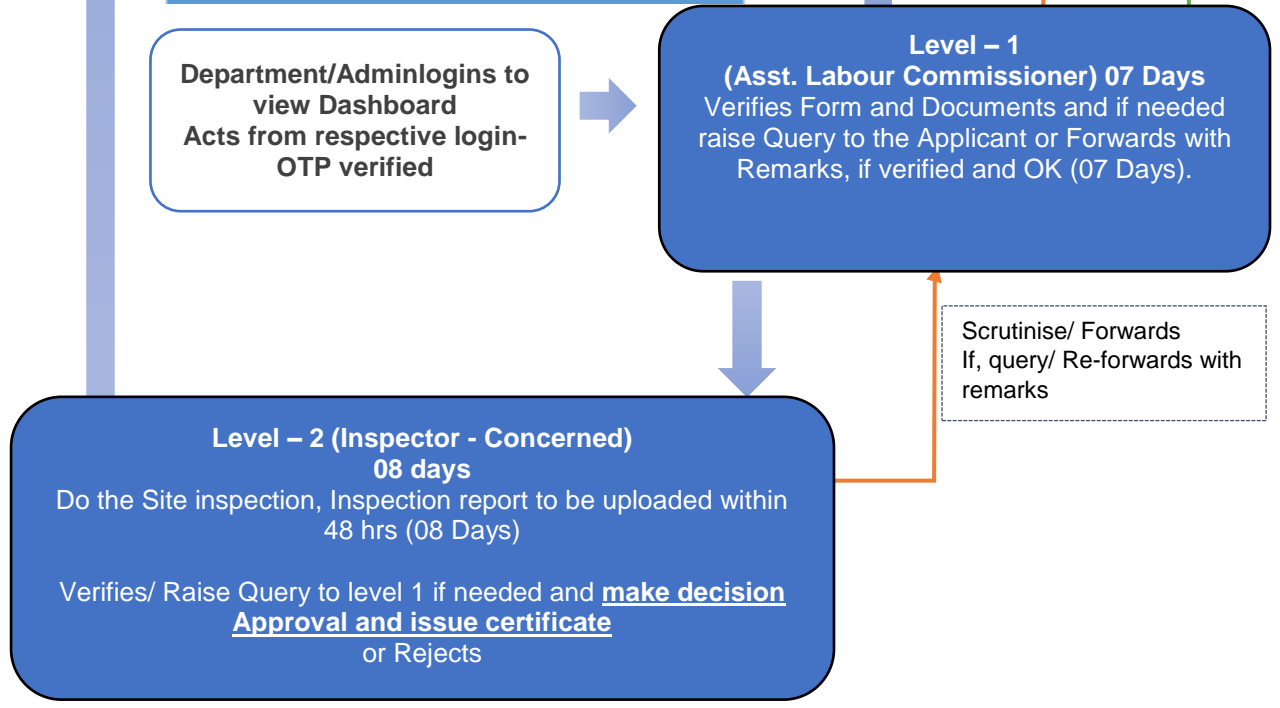 Department/Adminlogins to
view Dashboard
Acts from respective login-
OTP verified
Level – 1
(Asst. Labour Commissioner) 07 Days
Verifies Form and Documents and if needed
raise Query to the Applicant or Forwards with
Remarks, if verified and OK (07 Days).
Scrutinise/ Forwards
If, query/ Re-forwards with
remarks
Level – 2 (Inspector - Concerned)
08 days
Do the Site inspection, Inspection report to be uploaded within
48 hrs (08 Days)
Verifies/ Raise Query to level 1 if needed and make decision
Approval and issue certificate
or Rejects